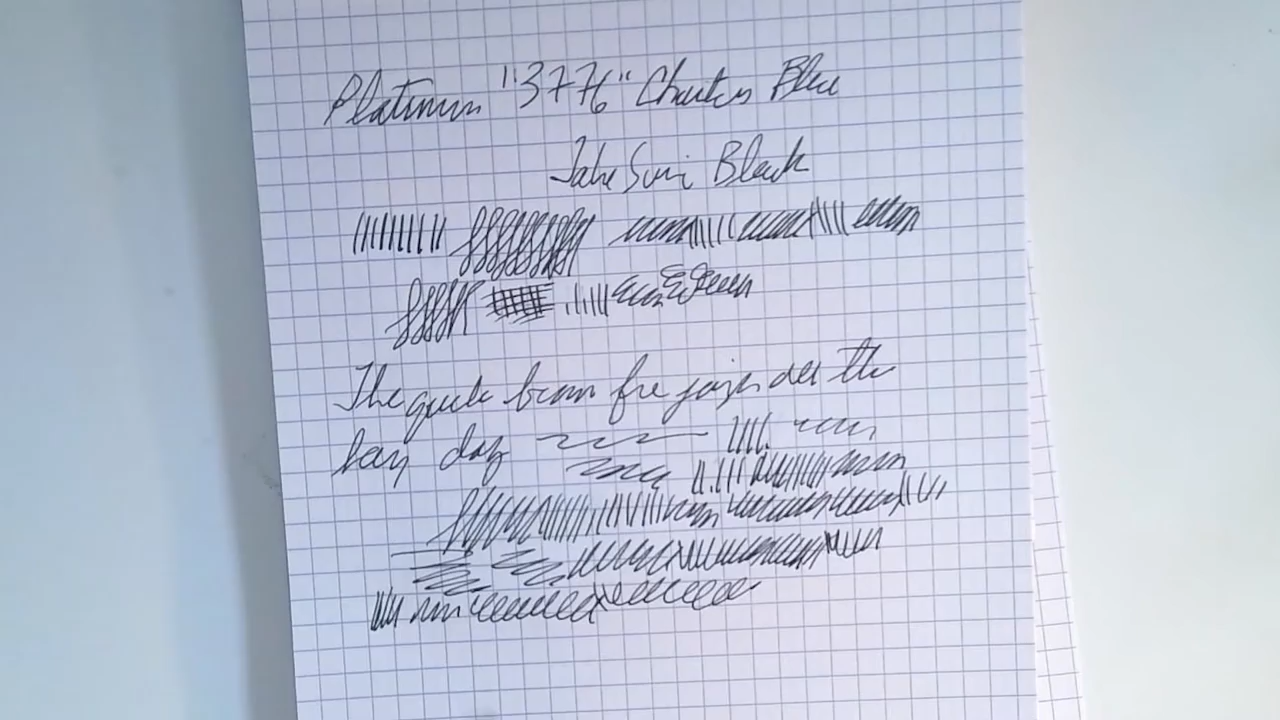 Platinum "3776" Chartres Blue
Take Sumi Black
The quick brown fox jumps over the
lazy dog